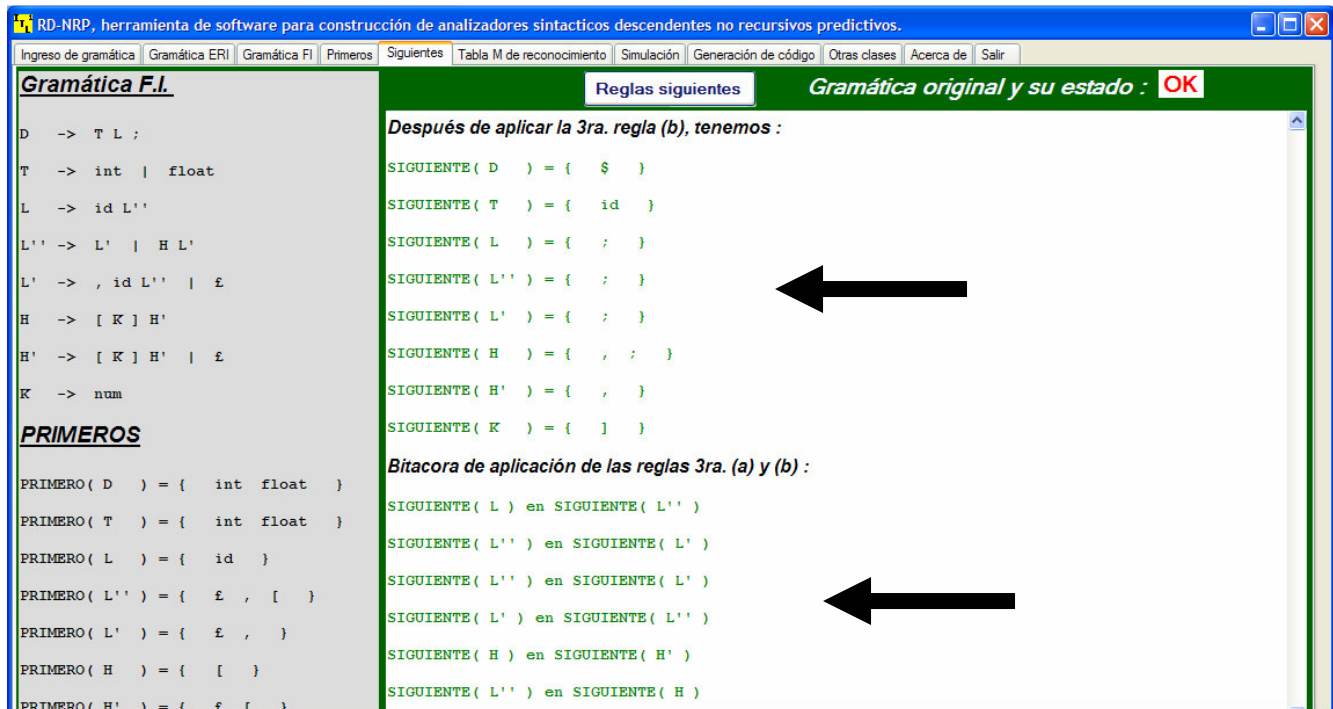 RD-NRP, herramienta de software para construcción de analizadores sintacticos descendentes no recursivos predictivos.
Ingreso de gramática Gramática ERI Gramática FI Primeros Siguientes Tabla M de reconocimiento Simulación Generación de código Otras clases Acerca de Salir
Gramática F.I.
D -> T L ;
T -> int | float
L -> id L''
L'' -> L' | H L'
L' -> , id L'' | £
H -> [ K ] H'
H' -> [ K ] H' | £
K -> num
PRIMEROS
PRIMERO( D ) = { int float }
PRIMERO( T ) = { int float }
PRIMERO( L ) = { id }
PRIMERO( L'' ) = { £ , [ }
PRIMERO( L' ) = { £ , }
PRIMERO( H ) = { [ }
PRIMERO( H' ) = { £ [ }
Reglas siguientes
Gramática original y su estado : OK
Después de aplicar la 3ra. regla (b), tenemos :
SIGUIENTE( D ) = { $ }
SIGUIENTE( T ) = { id }
SIGUIENTE( L ) = { ; }
SIGUIENTE( L'' ) = { ; }
SIGUIENTE( L' ) = { ; }
SIGUIENTE( H ) = { , ; }
SIGUIENTE( H' ) = { , }
SIGUIENTE( K ) = { ] }
Bitacora de aplicación de las reglas 3ra. (a) y (b) :
SIGUIENTE( L ) en SIGUIENTE( L'' )
SIGUIENTE( L'' ) en SIGUIENTE( L' )
SIGUIENTE( L'' ) en SIGUIENTE( L' )
SIGUIENTE( L' ) en SIGUIENTE( L'' )
SIGUIENTE( H ) en SIGUIENTE( H' )
SIGUIENTE( L'' ) en SIGUIENTE( H )